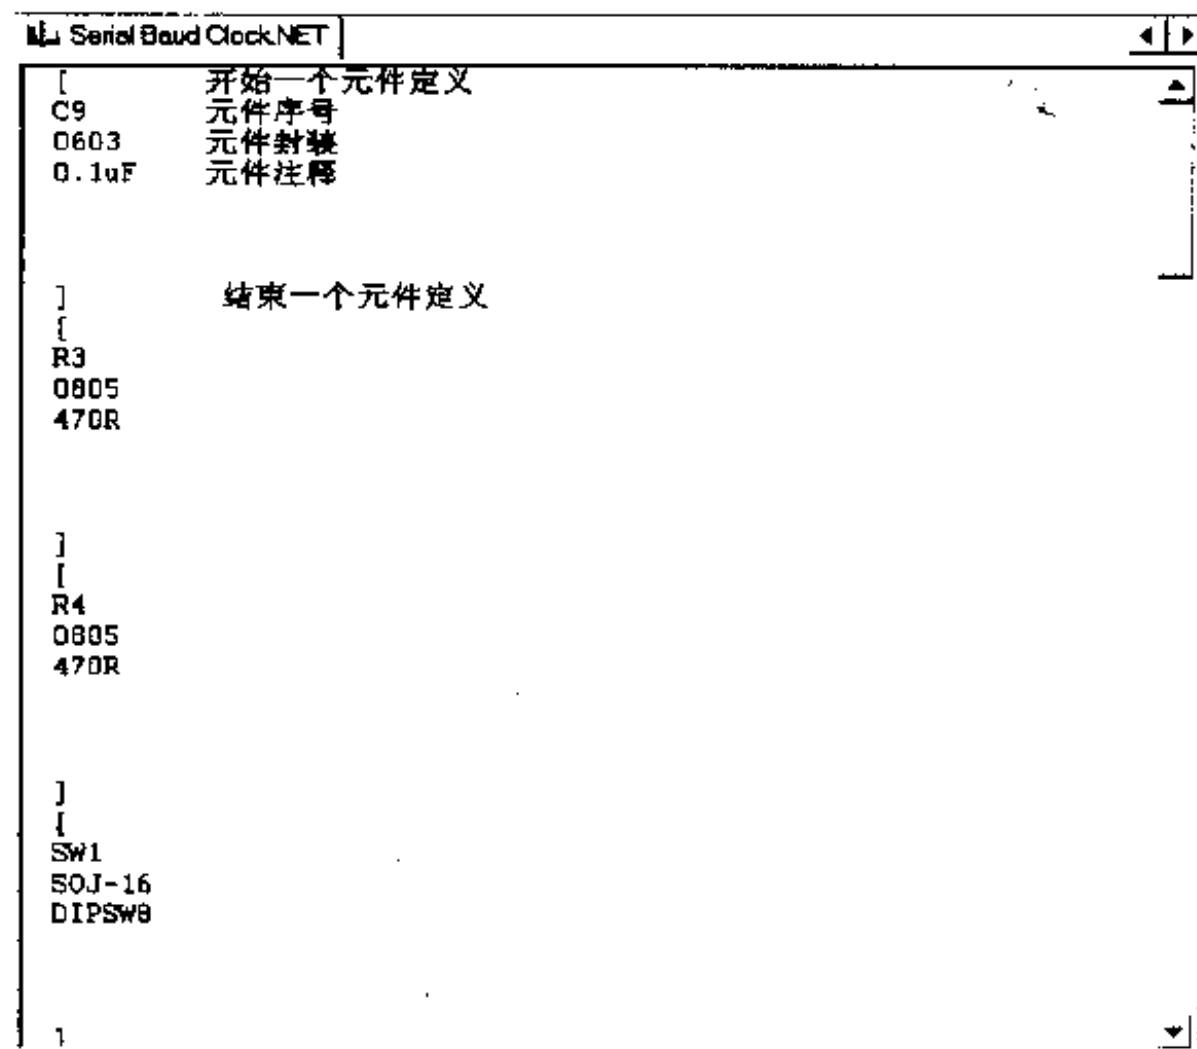 Serial Baud Clock.NET
[ 开始一个元件定义
C9 元件序号
0603 元件封装
0.1uF 元件注释
] 结束一个元件定义
[
R3
0805
470R
]
[
R4
0805
470R
]
[
SW1
SOJ-16
DIPSW8
]